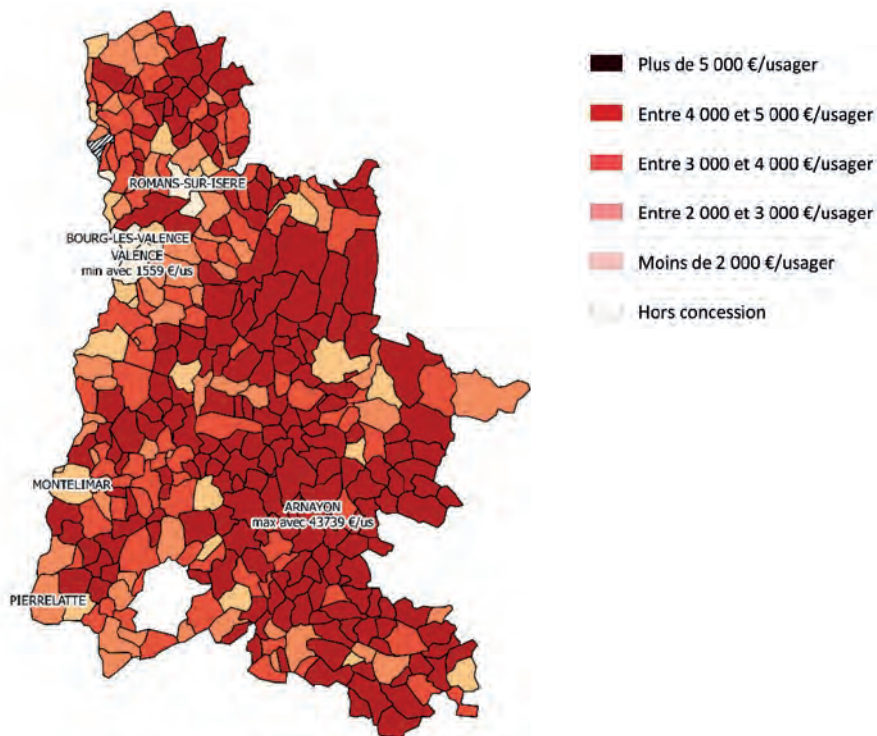 ROMANS-SUR-ISERE
BOURG-LES-VALENCE
VALENCE
min avec 1559 €/us
MONTELIMAR
ARNAYON
max avec 43739 €/us
PIERRELATTE
Plus de 5 000 €/usager
Entre 4 000 et 5 000 €/usager
Entre 3 000 et 4 000 €/usager
Entre 2 000 et 3 000 €/usager
Moins de 2 000 €/usager
Hors concession